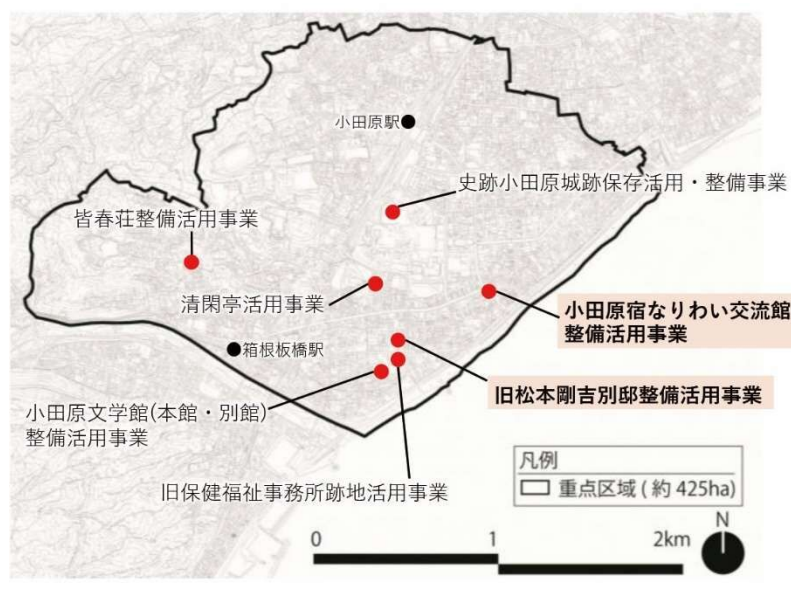 小田原駅
史跡小田原城跡保存活用・整備事業
皆春荘整備活用事業
清閑亭活用事業
小田原宿なりわい交流館
整備活用事業
箱根板橋駅
旧松本剛吉別邸整備活用事業
小田原文学館(本館・別館)
整備活用事業
旧保健福祉事務所跡地活用事業
凡例
重点区域(約425ha)
0 1 2km
N